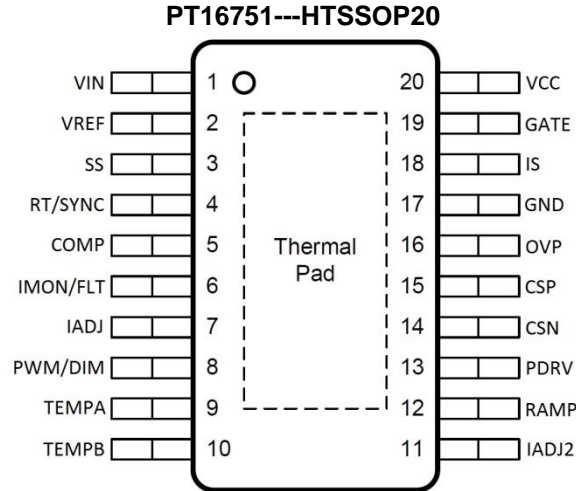 PT16751---HTSSOP20
VIN 1 20 VCC
VREF 2 19 GATE
SS 3 18 IS
RT/SYNC 4 17 GND
COMP 5 16 OVP
IMON/FLT 6 15 CSP
IADJ 7 14 CSN
PWM/DIM 8 13 PDRV
TEMPA 9 12 RAMP
TEMPB 10 11 IADJ2
Thermal
Pad